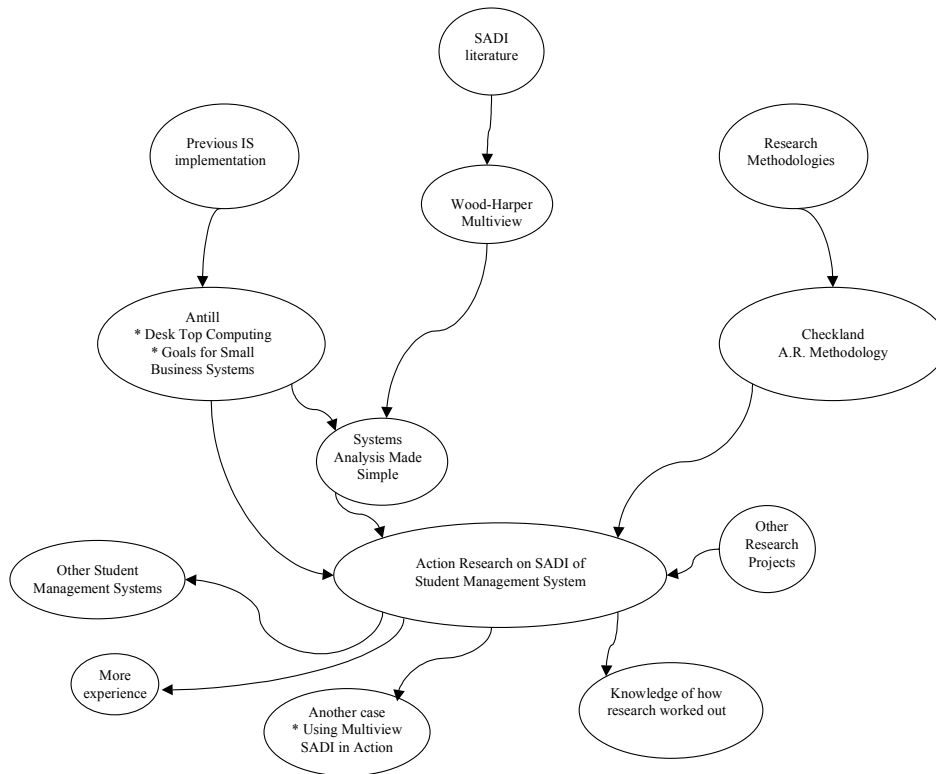 SADI
literature
Previous IS
implementation
Research
Methodologies
Wood-Harper
Multiview
Antill
* Desk Top Computing
* Goals for Small
Business Systems
Checkland
A.R. Methodology
Systems
Analysis Made
Simple
Other
Research
Projects
Action Research on SADI of
Student Management System
Other Student
Management Systems
More
experience
Another case
* Using Multiview
SADI in Action
Knowledge of how
research worked out